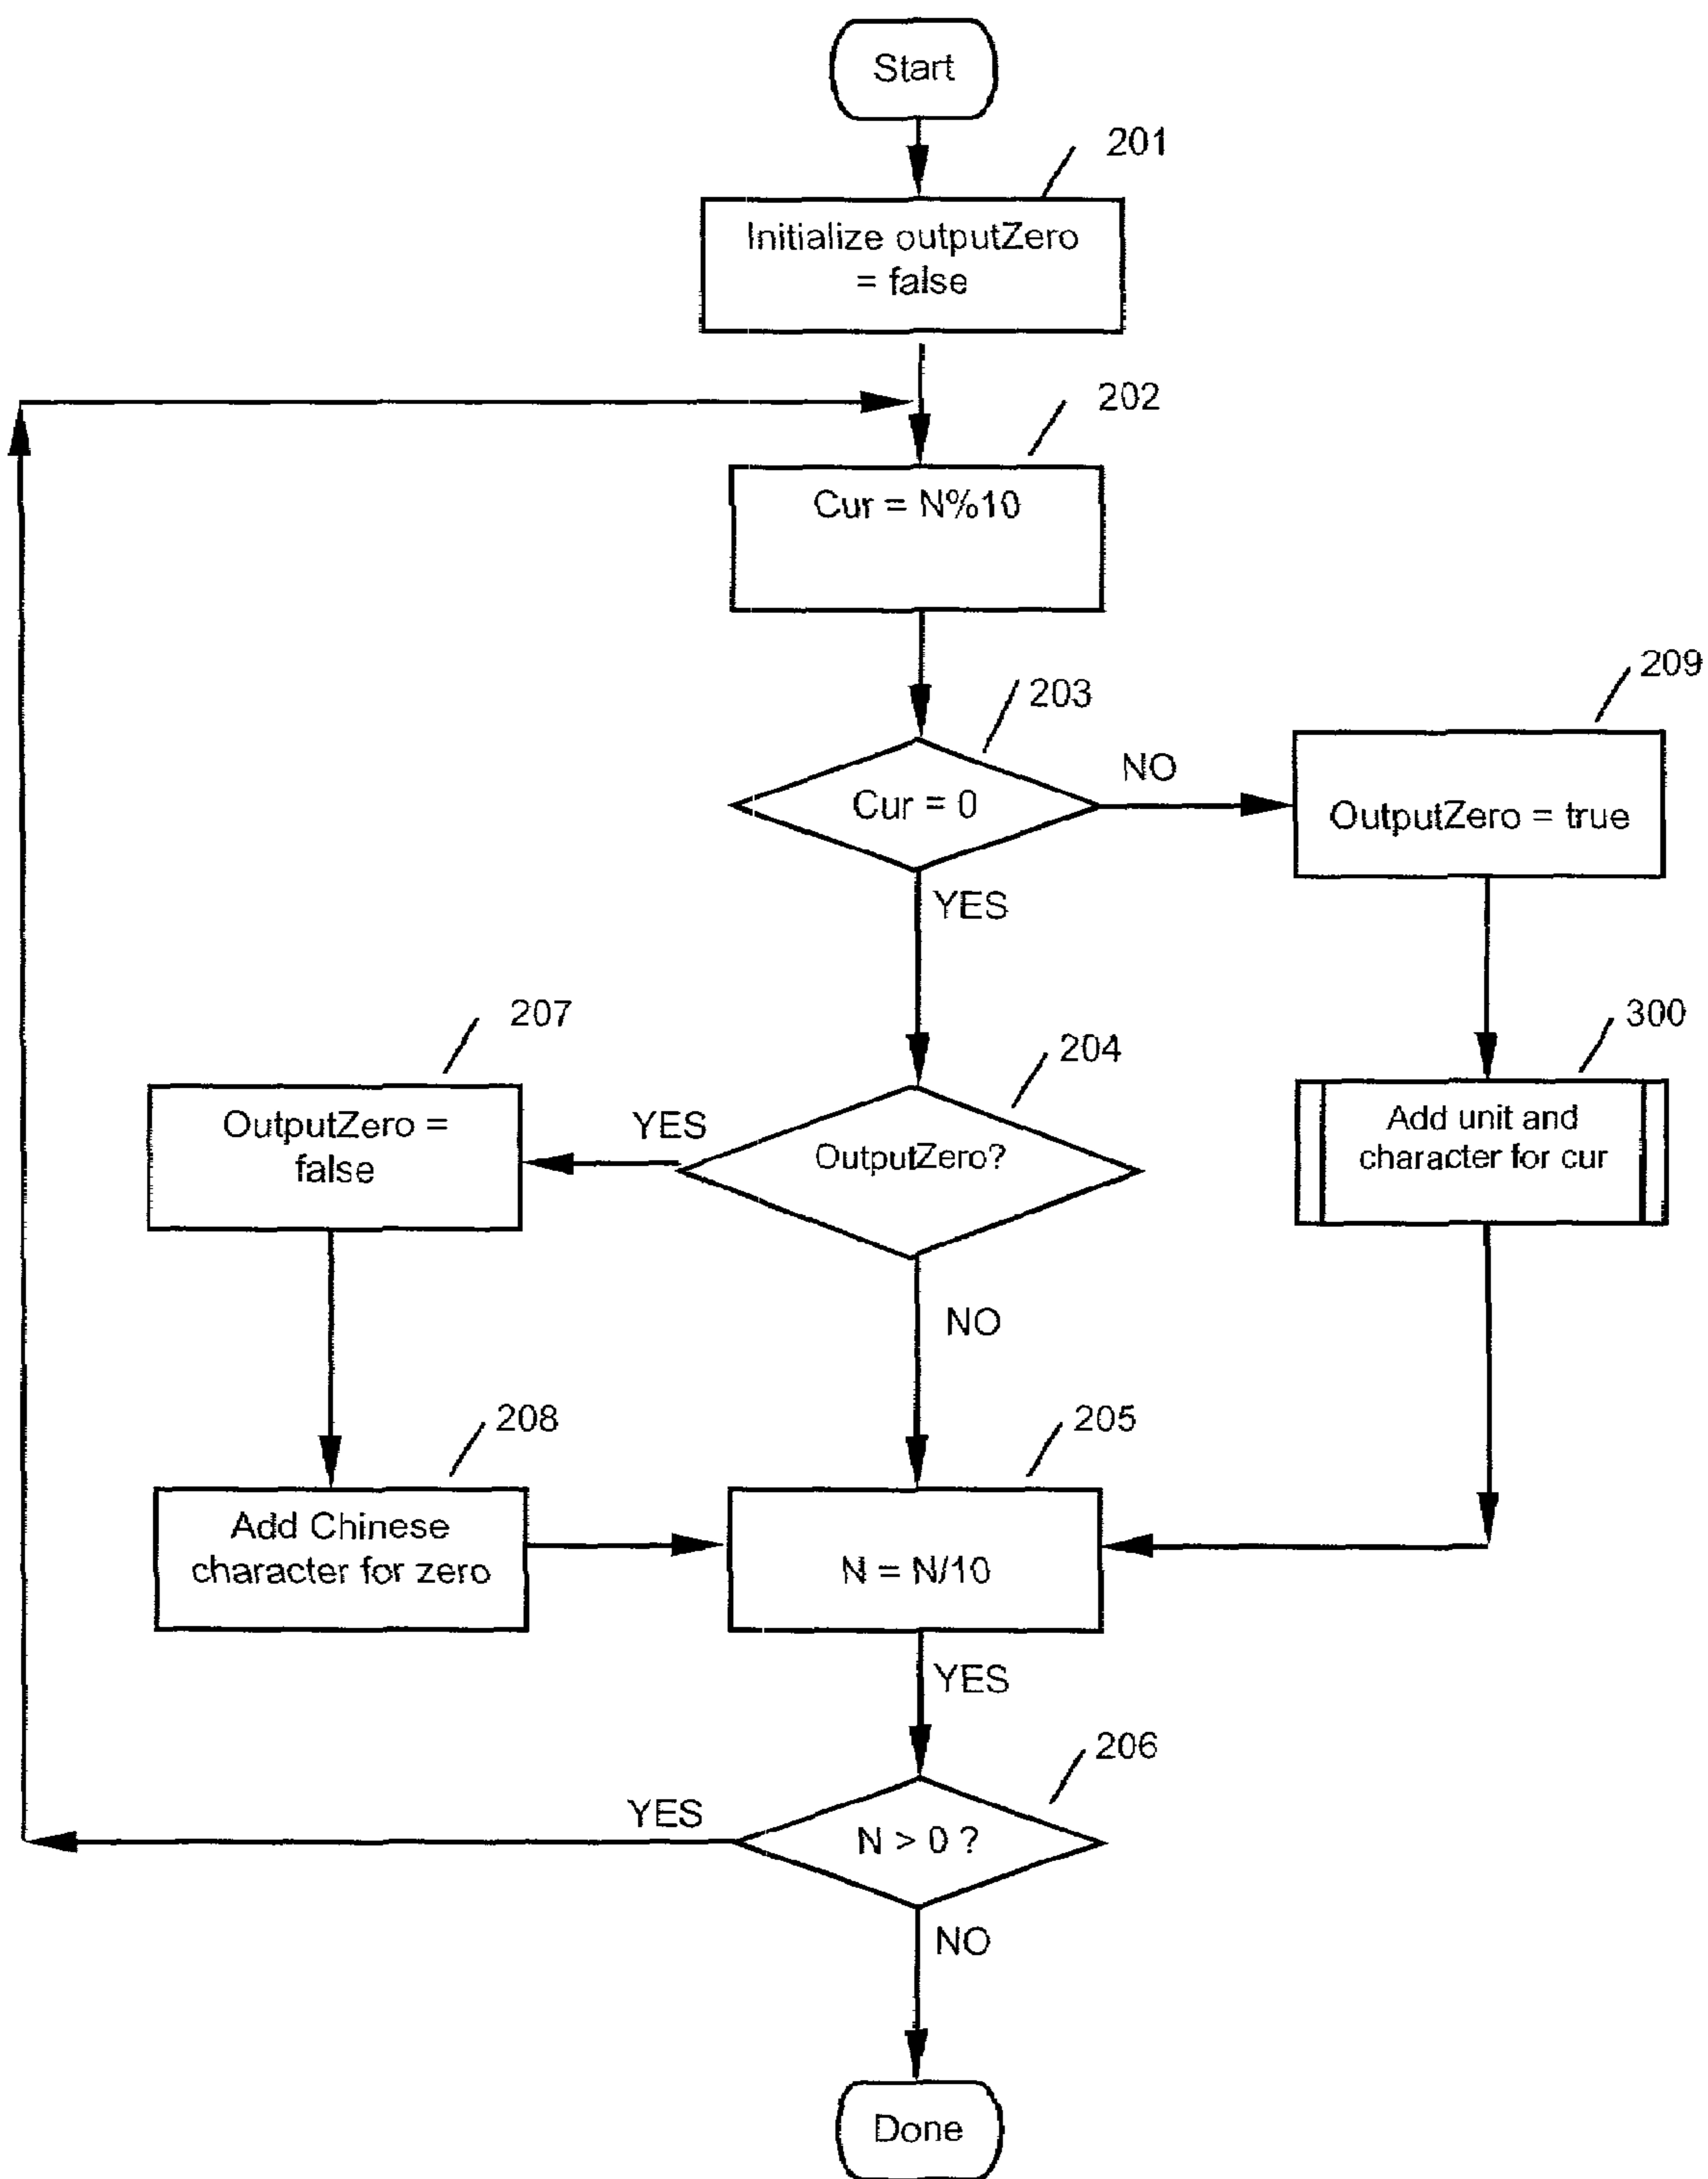 Start
201
Initialize outputZero
= false
202
Cur = N%10
203
Cur = 0
NO
209
OutputZero = true
YES
300
Add unit and
character for cur
204
OutputZero?
YES
207
OutputZero =
false
NO
208
Add Chinese
character for zero
205
N = N/10
YES
206
N > 0 ?
YES
NO
Done